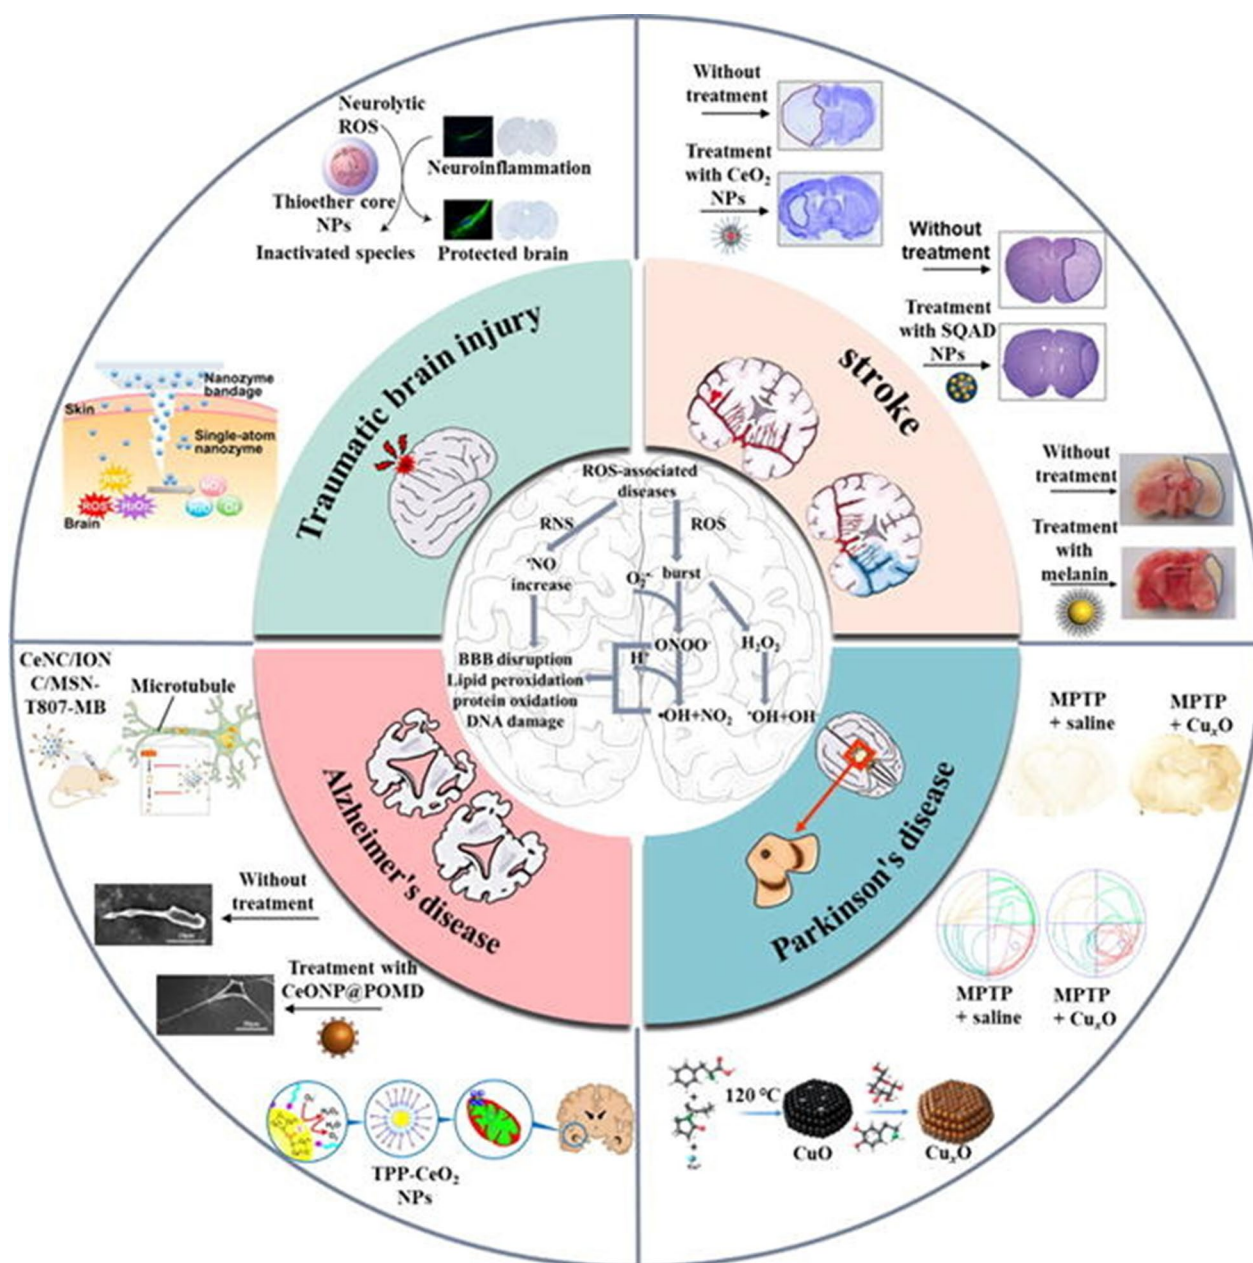 Neurolytic
ROS
Neuroinflammation
Thioether core
NPs
Inactivated species
Protected brain
Nanozyme
bandage
Skin
Single-atom
nanozyme
RNS
ROS
H₂O₂
Brain
Traumatic brain injury
Without
treatment
Treatment
with CeO₂
NPs
Without
treatment
Treatment
with SQAD
NPs
Without
treatment
Treatment
with
melanin
stroke
ROS-associated
diseases
RNS
ROS
•NO
increase
burst
ONOO⁻
H₂O₂
H⁺
BBB disruption
Lipid peroxidation
protein oxidation
DNA damage
•OH+NO₂
•OH+OH
CeNC/ION
C/MSN-
T807-MB
Microtubule
Without
treatment
Treatment with
CeONP@POMD
TPP-CeO₂
NPs
Alzheimer's disease
Parkinson's disease
MPTP
+ saline
MPTP
+ CuₓO
MPTP
+ saline
MPTP
+ CuₓO
120 °C
CuO
CuₓO